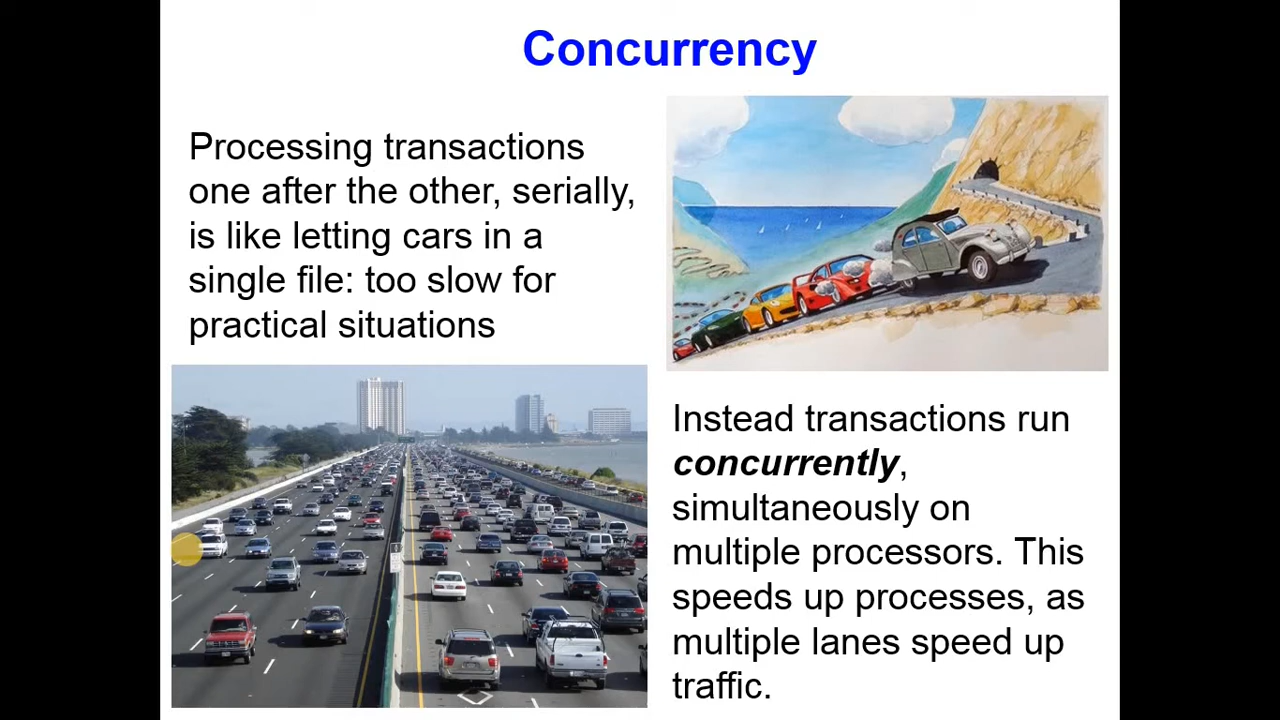 Concurrency
Processing transactions
one after the other, serially,
is like letting cars in a
single file: too slow for
practical situations
Instead transactions run
concurrently,
simultaneously on
multiple processors. This
speeds up processes, as
multiple lanes speed up
traffic.